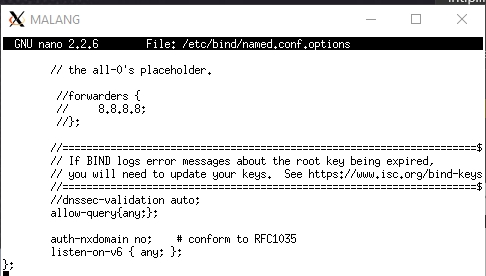 MALANG
GNU nano 2.2.6 File: /etc/bind/named.conf.options
// the all-0's placeholder.
//forwarders {
// 8.8.8.8;
//};
//========================================================================$
// If BIND logs error messages about the root key being expired,
// you will need to update your keys. See https://www.isc.org/bind-keys
//========================================================================$
//dnssec-validation auto;
allow-query{any;};
auth-nxdomain no; # conform to RFC1035
listen-on-v6 { any; };
};